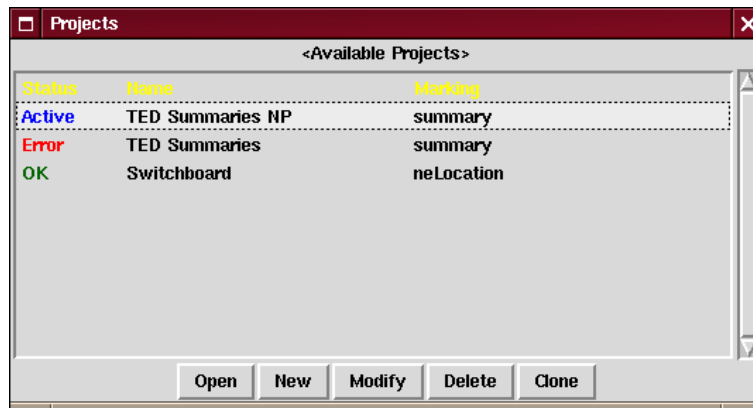 Projects
<Available Projects>
Status Name Marking
Active TED Summaries NP summary
Error TED Summaries summary
OK Switchboard neLocation
Open New Modify Delete Clone